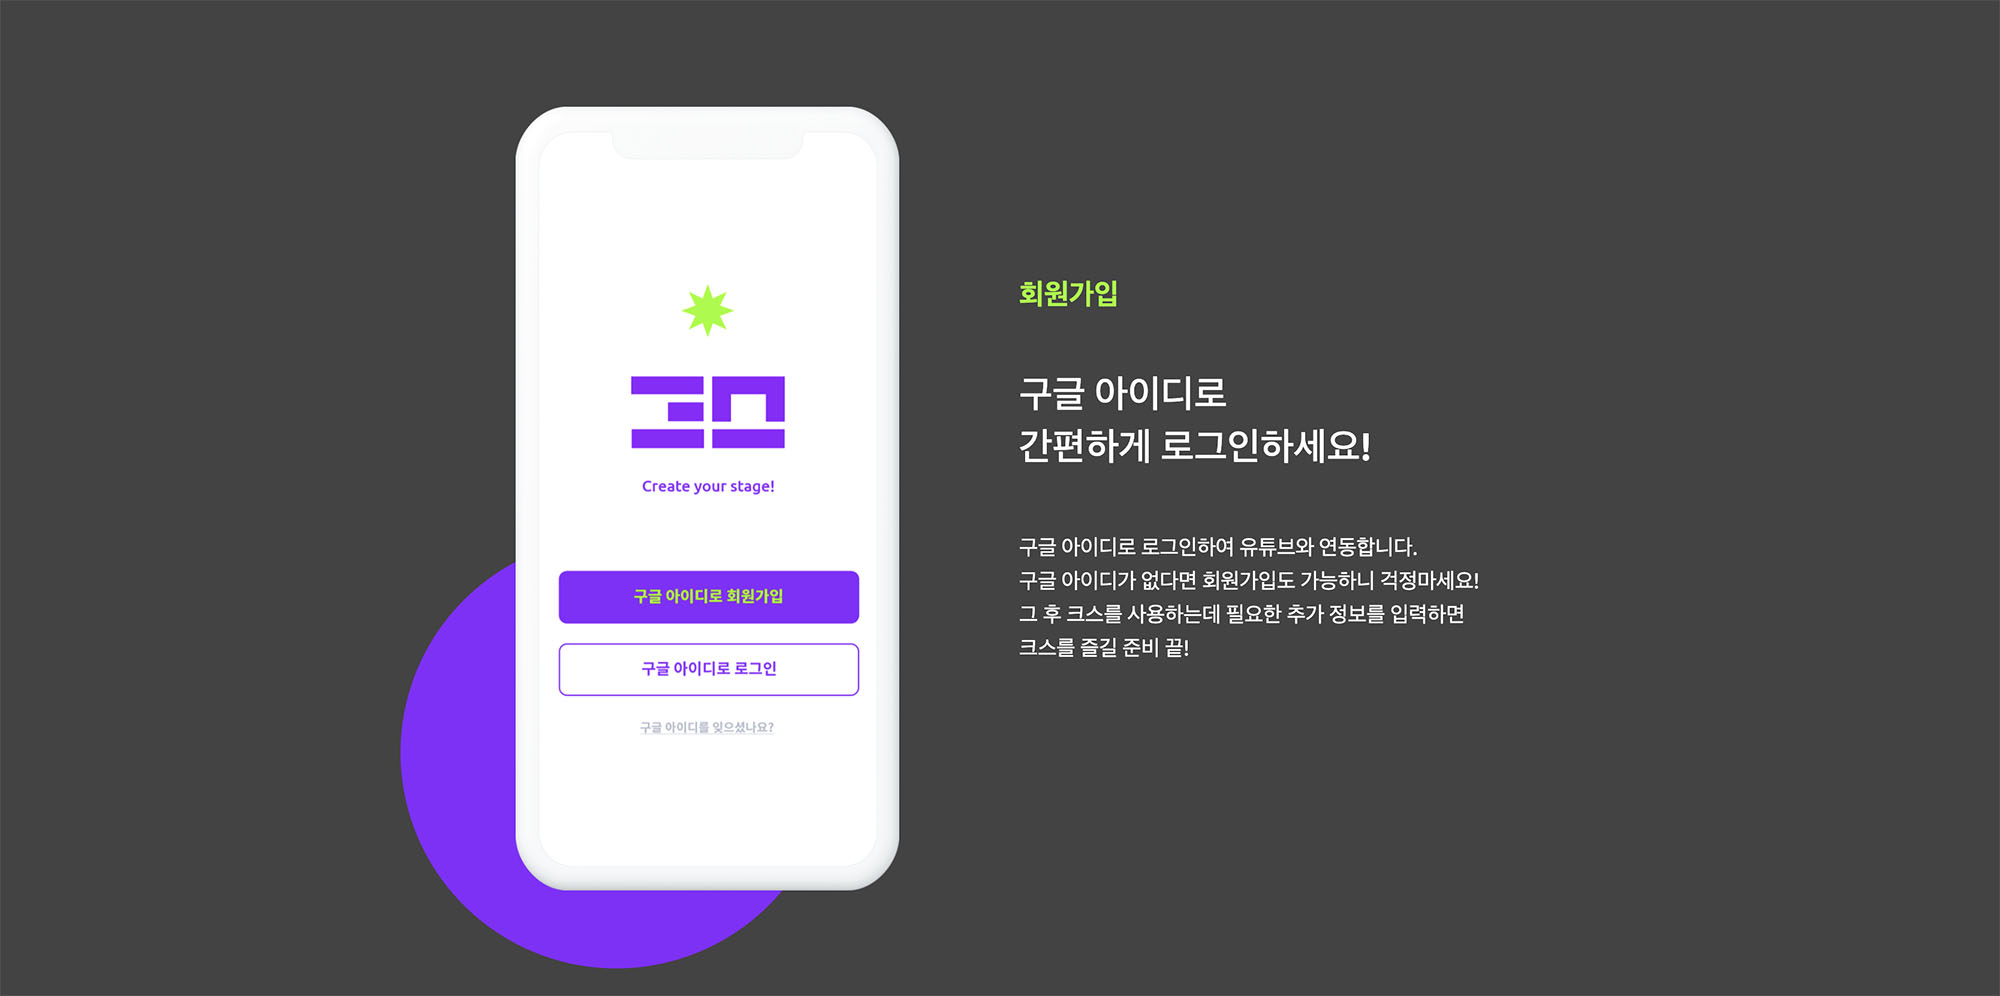 Create your stage!
구글 아이디로 회원가입
구글 아이디로 로그인
구글 아이디를 잊으셨나요?
회원가입
구글 아이디로
간편하게 로그인하세요!
구글 아이디로 로그인하여 유튜브와 연동합니다.
구글 아이디가 없다면 회원가입도 가능하니 걱정마세요!
그 후 크스를 사용하는데 필요한 추가 정보를 입력하면
크스를 즐길 준비 끝!